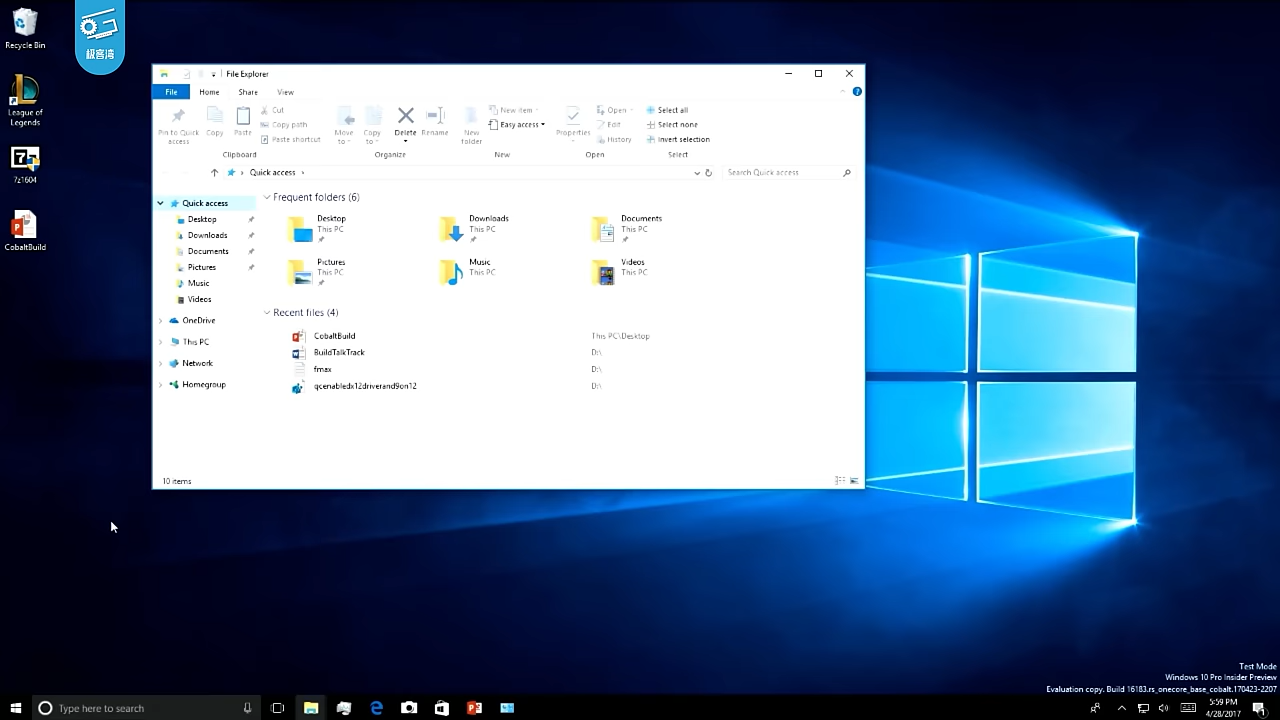 Recycle Bin
极客湾
League of
Legends
7z1604
CobaltBuild
File Explorer
File
Home
Share
View
Pin to Quick
access
Copy
Paste
Cut
Copy path
Paste shortcut
Clipboard
Move
to
Copy
to
Delete
Rename
Organize
New
folder
New item
Easy access
New
Properties
Open
Edit
History
Open
Select all
Select none
Invert selection
Select
Quick access
Search Quick access
Quick access
Desktop
Downloads
Documents
Pictures
Music
Videos
OneDrive
This PC
Network
Homegroup
Frequent folders (6)
Desktop
This PC
Downloads
This PC
Documents
This PC
Pictures
This PC
Music
This PC
Videos
This PC
Recent files (4)
CobaltBuild This PC\Desktop
BuildTalkTrack D:\
fmax D:\
qcenabledx12driverand9on12 D:\
10 items
Test Mode
Windows 10 Pro Insider Preview
Evaluation copy. Build 16183.rs_onecore_base_cobalt.170423-2207
Type here to search
5:59 PM
4/28/2017